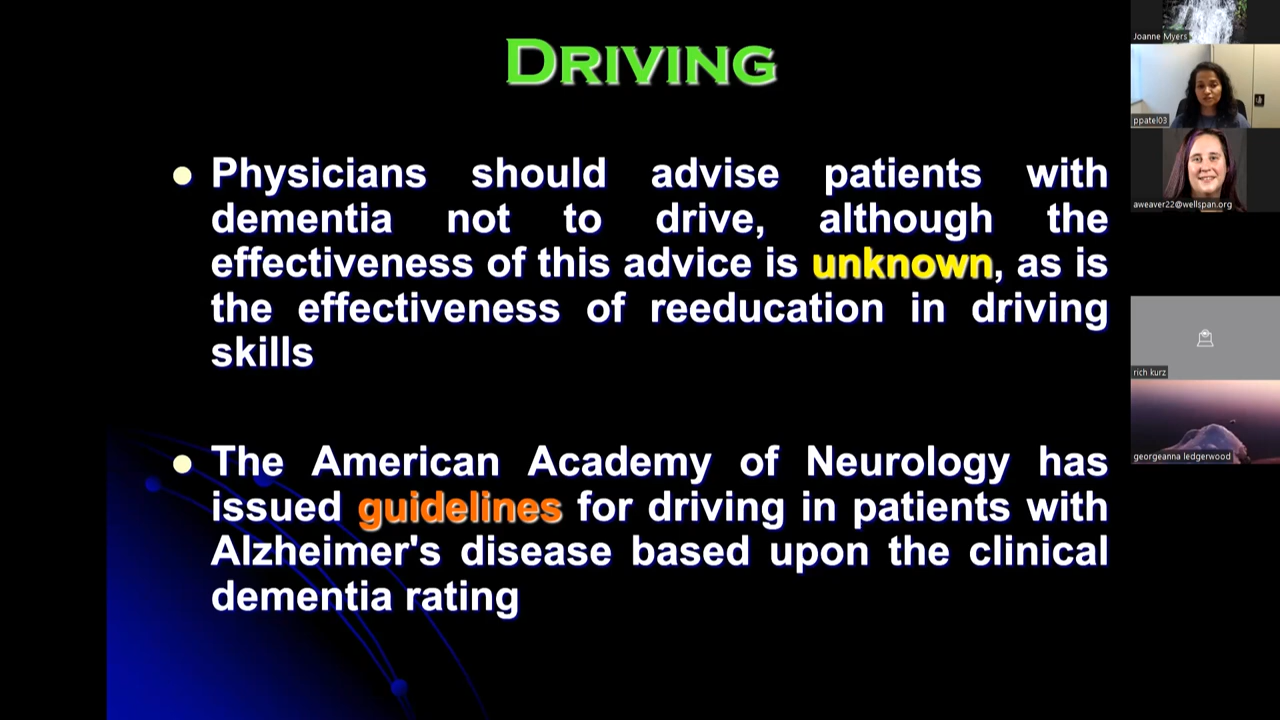 DRIVING
Physicians should advise patients with
dementia not to drive, although the
effectiveness of this advice is unknown, as is
the effectiveness of reeducation in driving
skills
The American Academy of Neurology has
issued guidelines for driving in patients with
Alzheimer's disease based upon the clinical
dementia rating
Joanne Myers
ppatel03
aweaver22@wellspan.org
rich kurz
georgeanna ledgerwood